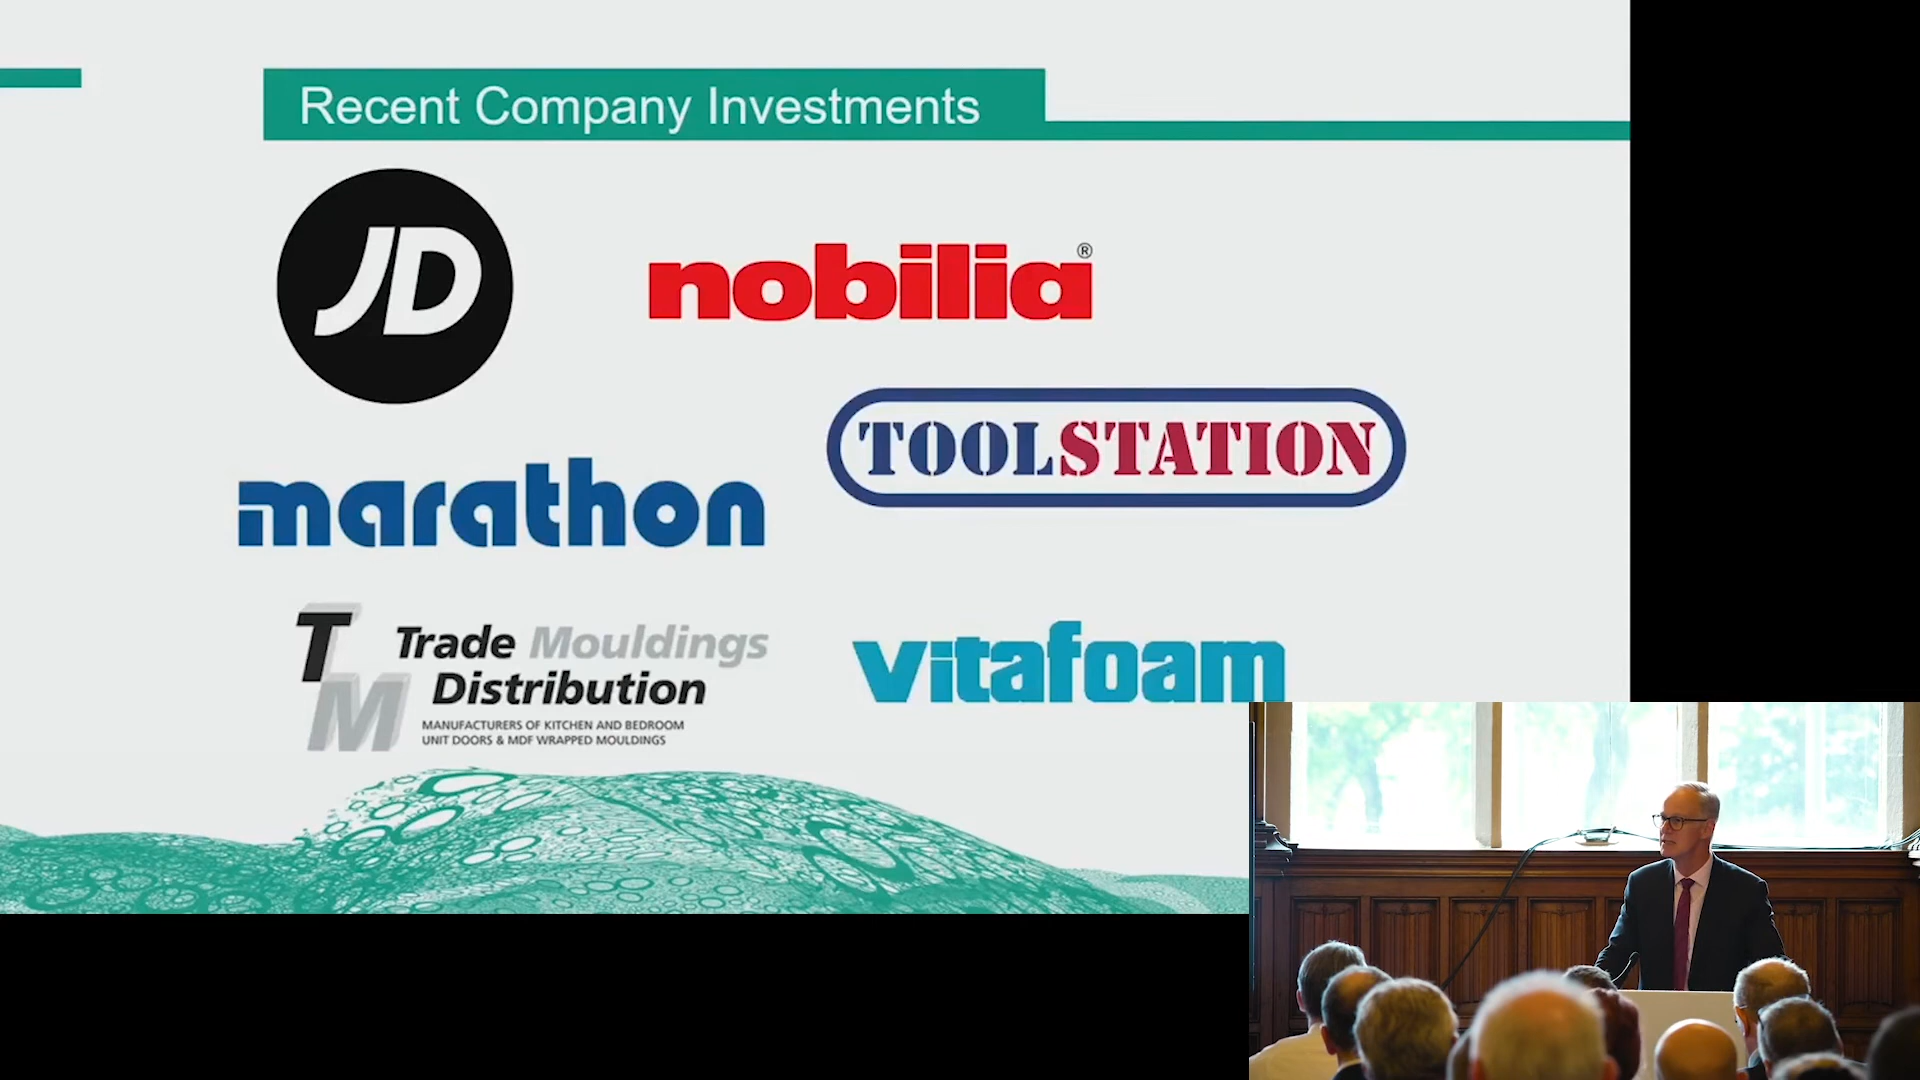 Recent Company Investments
JD
nobilia®
TOOLSTATION
marathon
TM
Trade Mouldings
Distribution
MANUFACTURERS OF KITCHEN AND BEDROOM
UNIT DOORS & MDF WRAPPED MOULDINGS
vitafoam